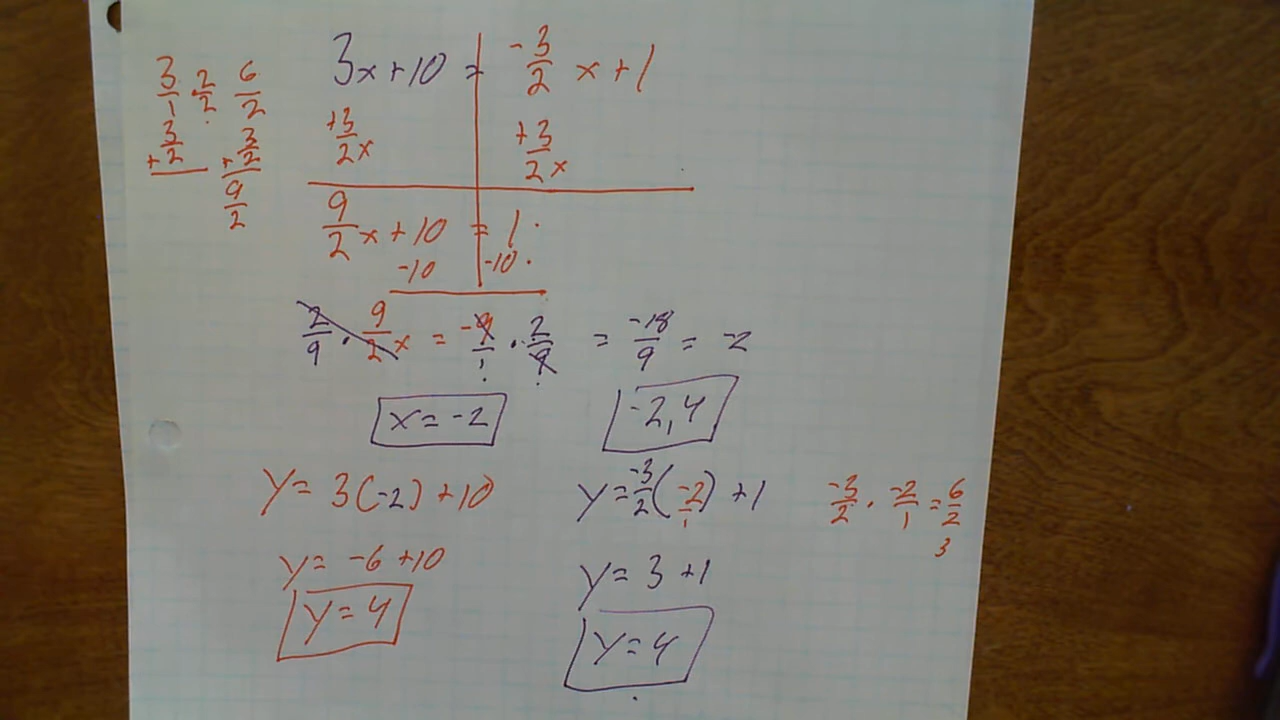 3/1 · 2/2 6/2
+ 3/2 + 3/2
9/2
3x + 10 = -3/2 x + 1
+3/2 x +3/2 x
9/2 x + 10 = 1
-10 -10
2/9 · 9/2 x = -9/1 · 2/9 = -18/9 = -2
x = -2 -2, 4
y = 3(-2) + 10 y = -3/2 (-2/1) + 1 -3/2 · -2/1 = 6/2
3
y = -6 + 10 y = 3 + 1
y = 4 y = 4